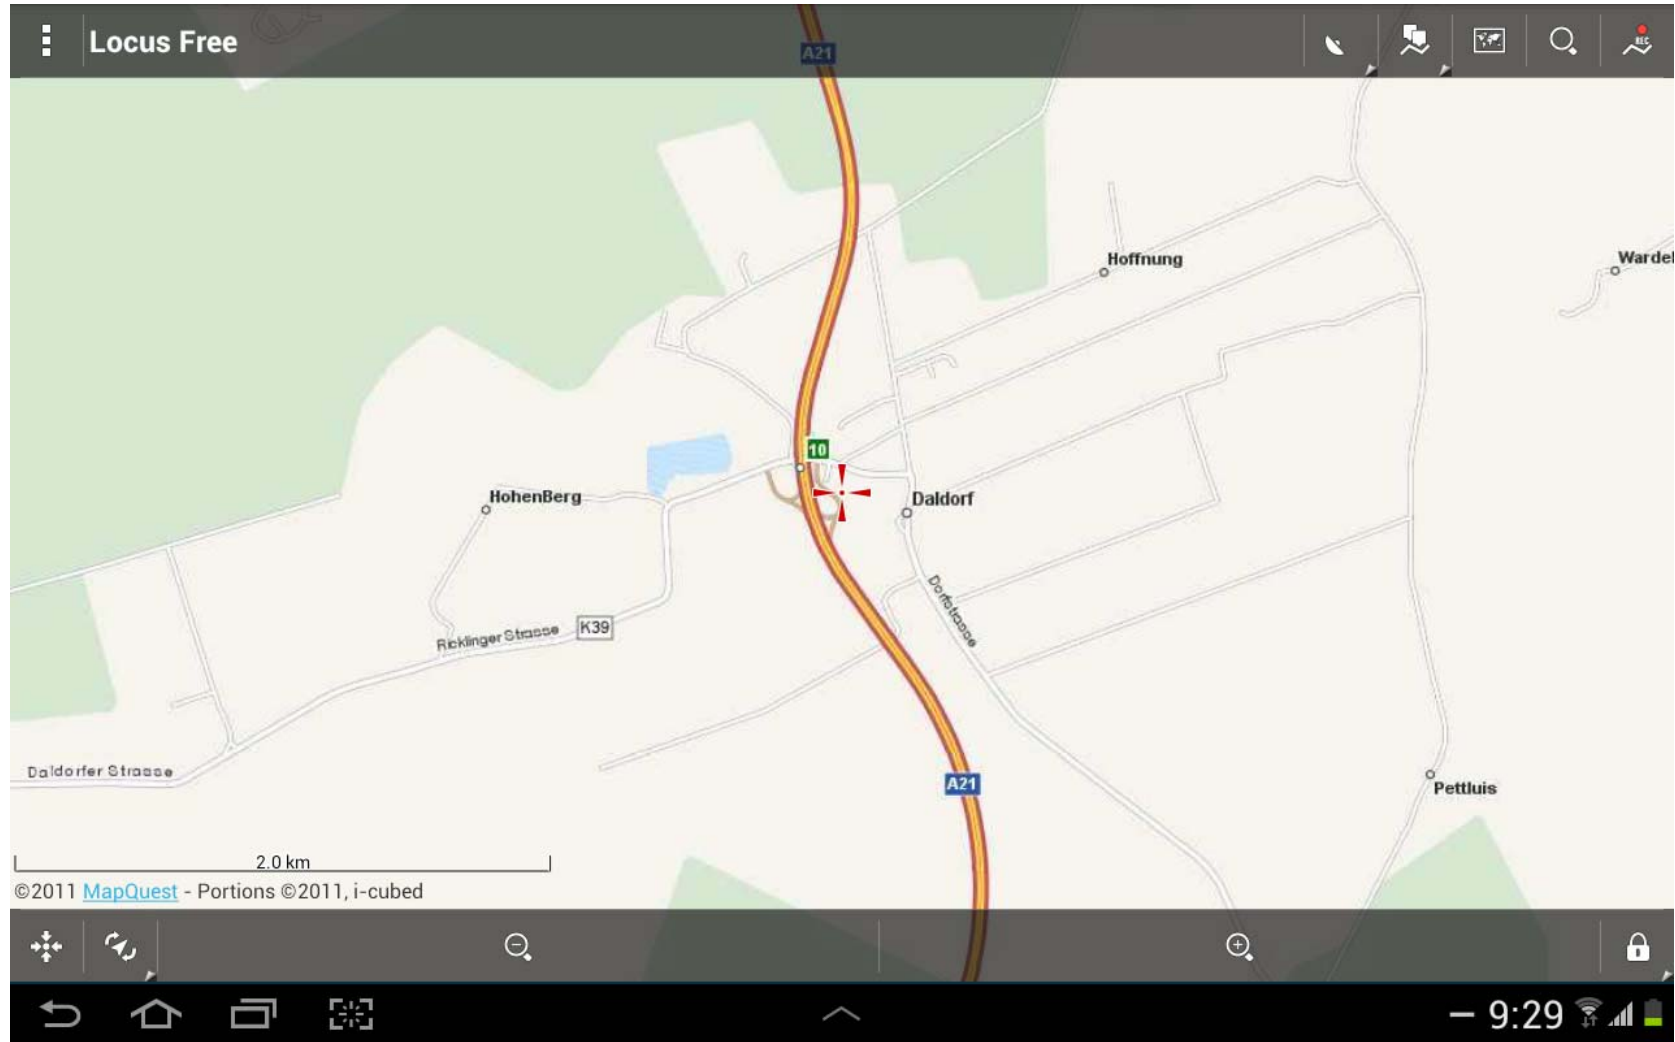 Locus Free
REC
A21
Hoffnung
10
HohenBerg
Daldorf
Dorfstrasse
Ricklinger Strasse
K39
Daldorfer Strasse
A21
Pettluis
2.0 km
©2011 MapQuest - Portions ©2011, i-cubed
9:29